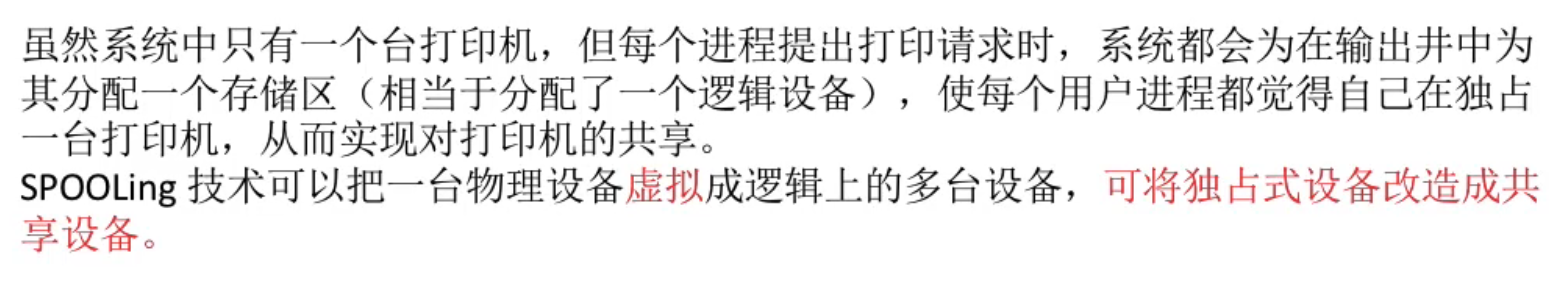 虽然系统中只有一个台打印机，但每个进程提出打印请求时，系统都会为在输出井中为
其分配一个存储区（相当于分配了一个逻辑设备），使每个用户进程都觉得自己在独占
一台打印机，从而实现对打印机的共享。
SPOOLing 技术可以把一台物理设备虚拟成逻辑上的多台设备，可将独占式设备改造成共
享设备。